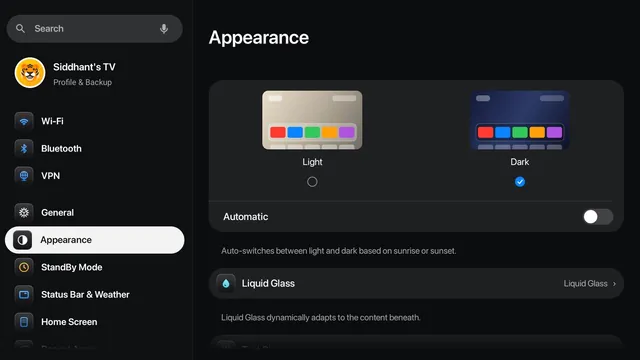 Search
Siddhant's TV
Profile & Backup
Wi-Fi
Bluetooth
VPN
General
Appearance
StandBy Mode
Status Bar & Weather
Home Screen
Appearance
Light
Dark
Automatic
Auto-switches between light and dark based on sunrise or sunset.
Liquid Glass
Liquid Glass
Liquid Glass dynamically adapts to the content beneath.